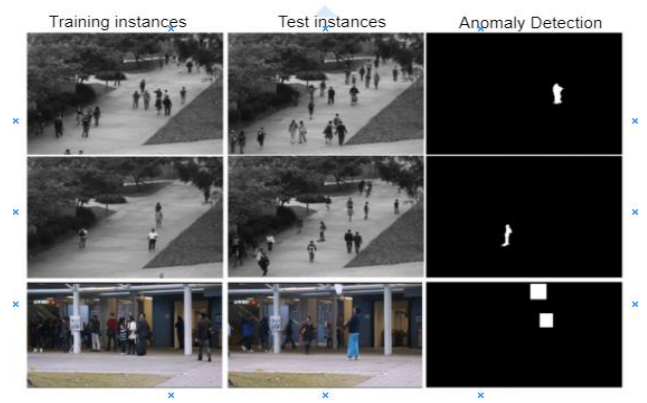 Training instances
Test instances
Anomaly Detection